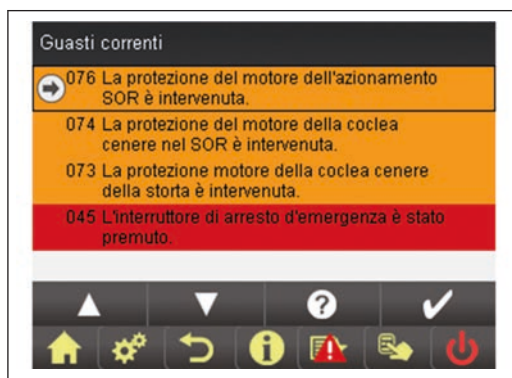 Guasti correnti
076 La protezione del motore dell'azionamento
SOR è intervenuta.
074 La protezione del motore della coclea
cenere nel SOR è intervenuta.
073 La protezione motore della coclea cenere
della storta è intervenuta.
045 L'interruttore di arresto d'emergenza è stato
premuto.